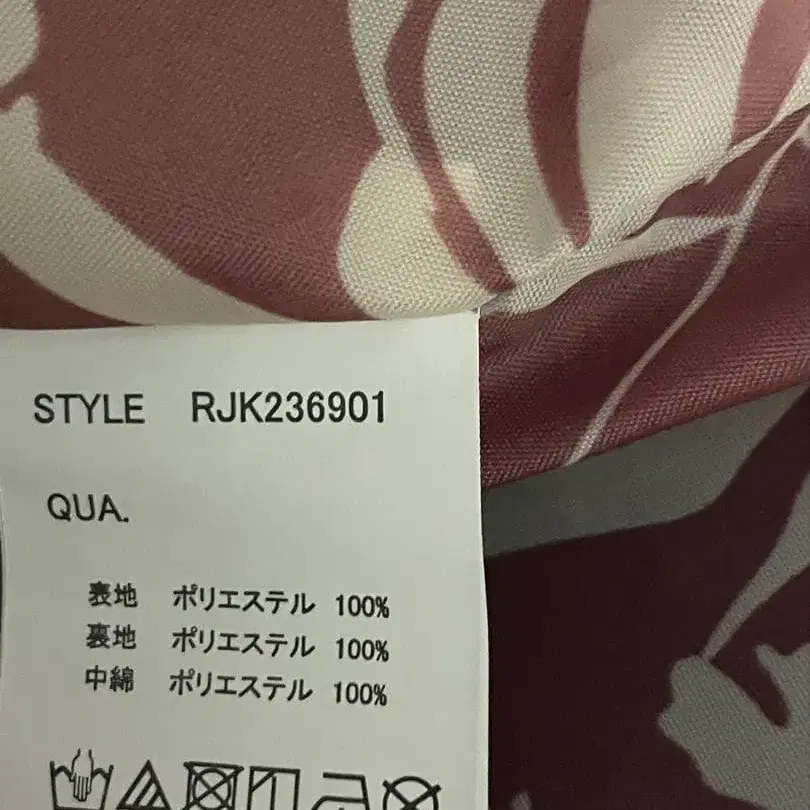 STYLE RJK236901
QUA.
表地 ポリエステル 100%
裏地 ポリエステル 100%
中綿 ポリエステル 100%